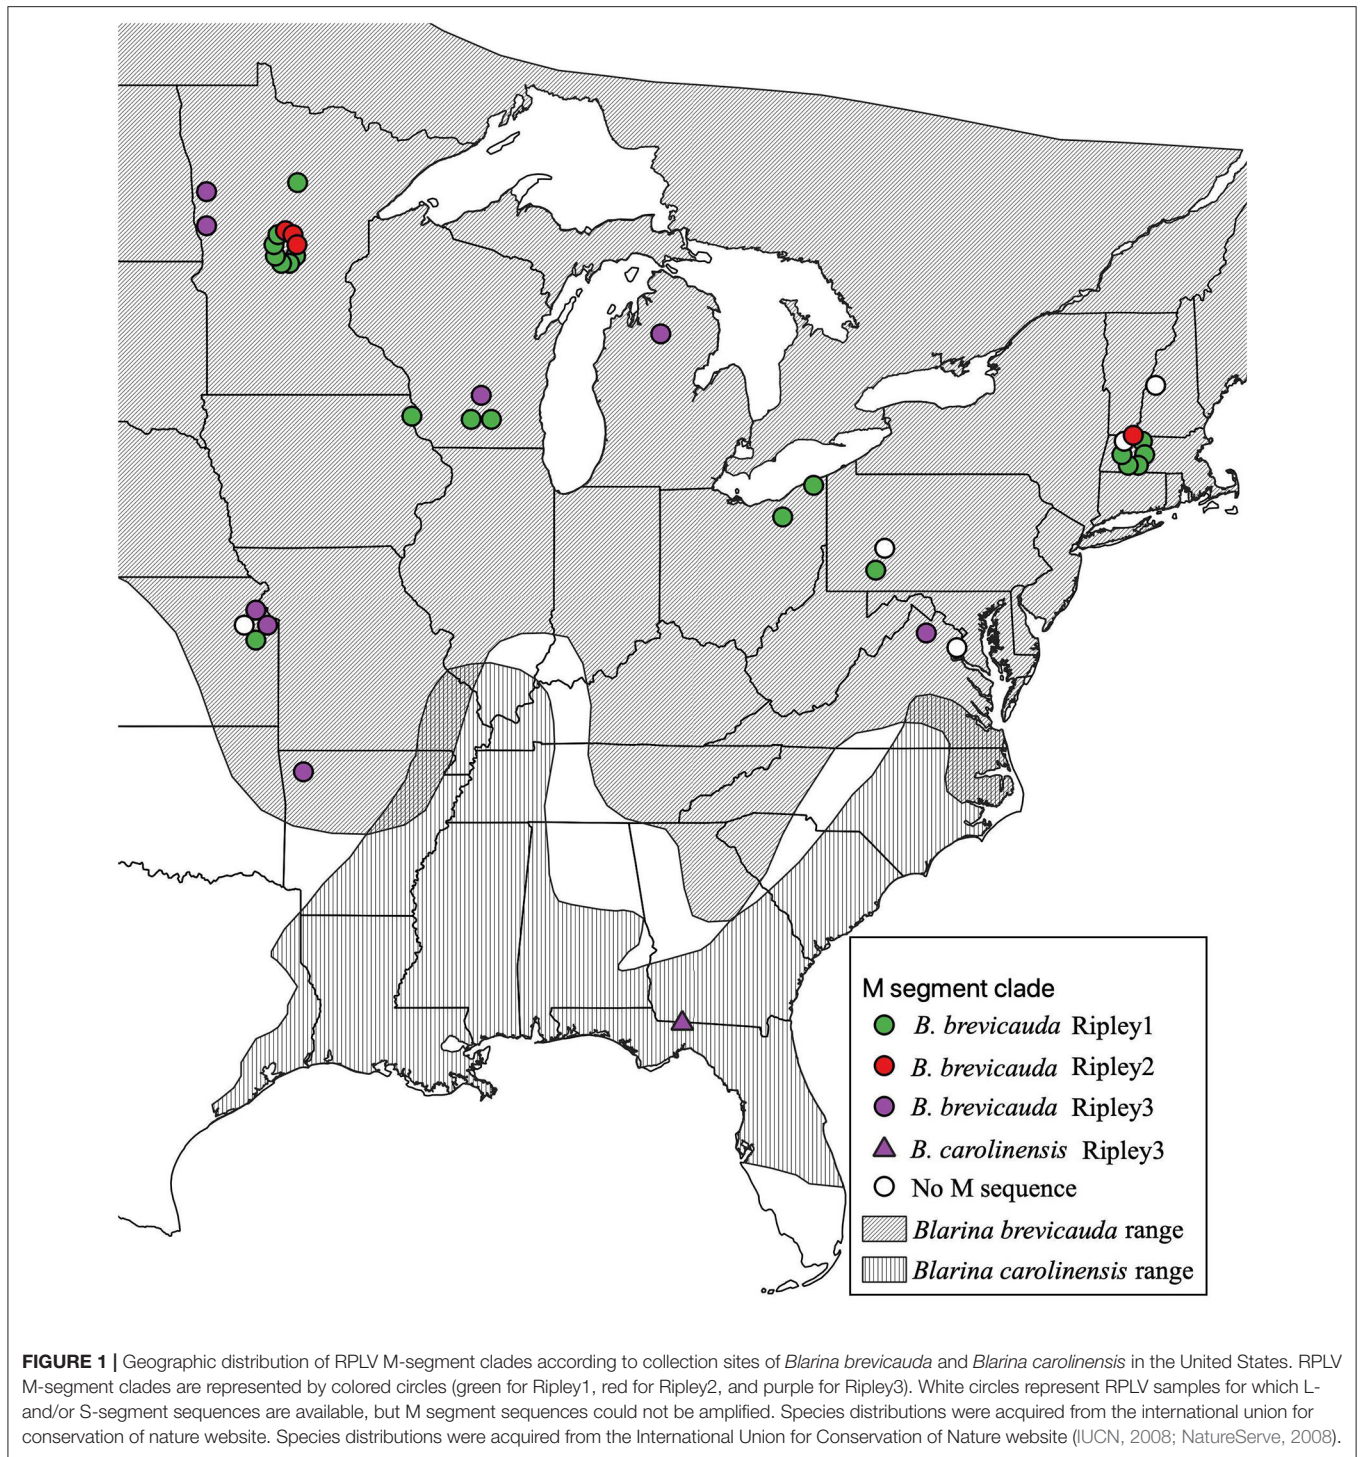 M segment clade
B. brevicauda Ripley1
B. brevicauda Ripley2
B. brevicauda Ripley3
B. carolinensis Ripley3
No M sequence
Blarina brevicauda range
Blarina carolinensis range
FIGURE 1 | Geographic distribution of RPLV M-segment clades according to collection sites of Blarina brevicauda and Blarina carolinensis in the United States. RPLV
M-segment clades are represented by colored circles (green for Ripley1, red for Ripley2, and purple for Ripley3). White circles represent RPLV samples for which L-
and/or S-segment sequences are available, but M segment sequences could not be amplified. Species distributions were acquired from the international union for
conservation of nature website. Species distributions were acquired from the International Union for Conservation of Nature website (IUCN, 2008; NatureServe, 2008).